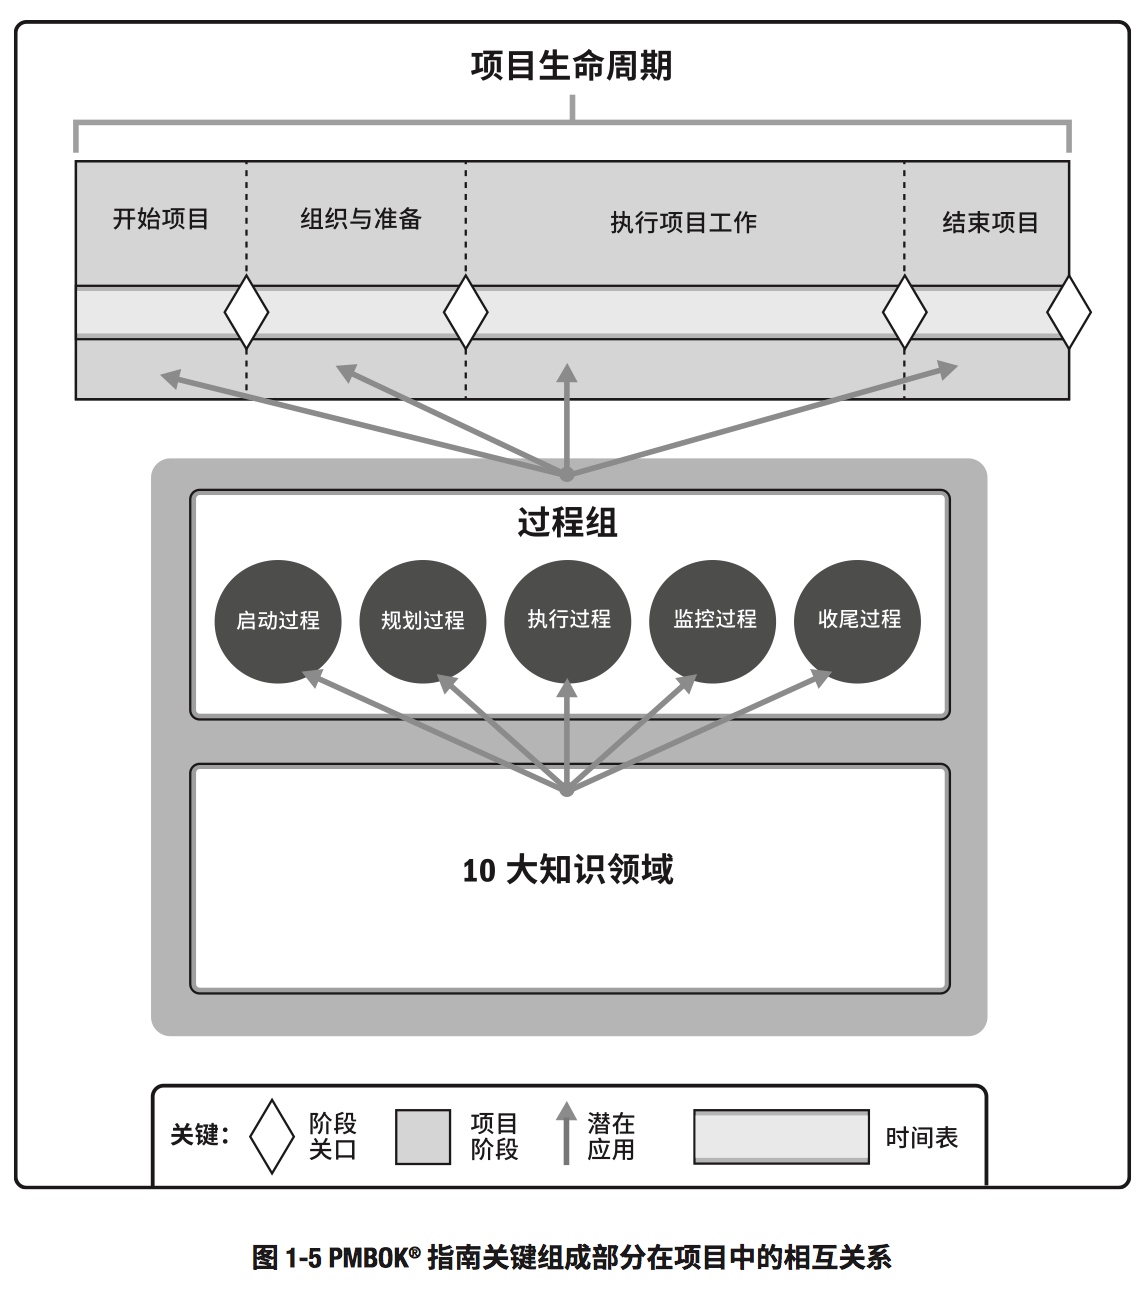 项目生命周期
开始项目
组织与准备
执行项目工作
结束项目
过程组
启动过程
规划过程
执行过程
监控过程
收尾过程
10 大知识领域
关键：
阶段
关口
项目
阶段
潜在
应用
时间表
图 1-5 PMBOK® 指南关键组成部分在项目中的相互关系